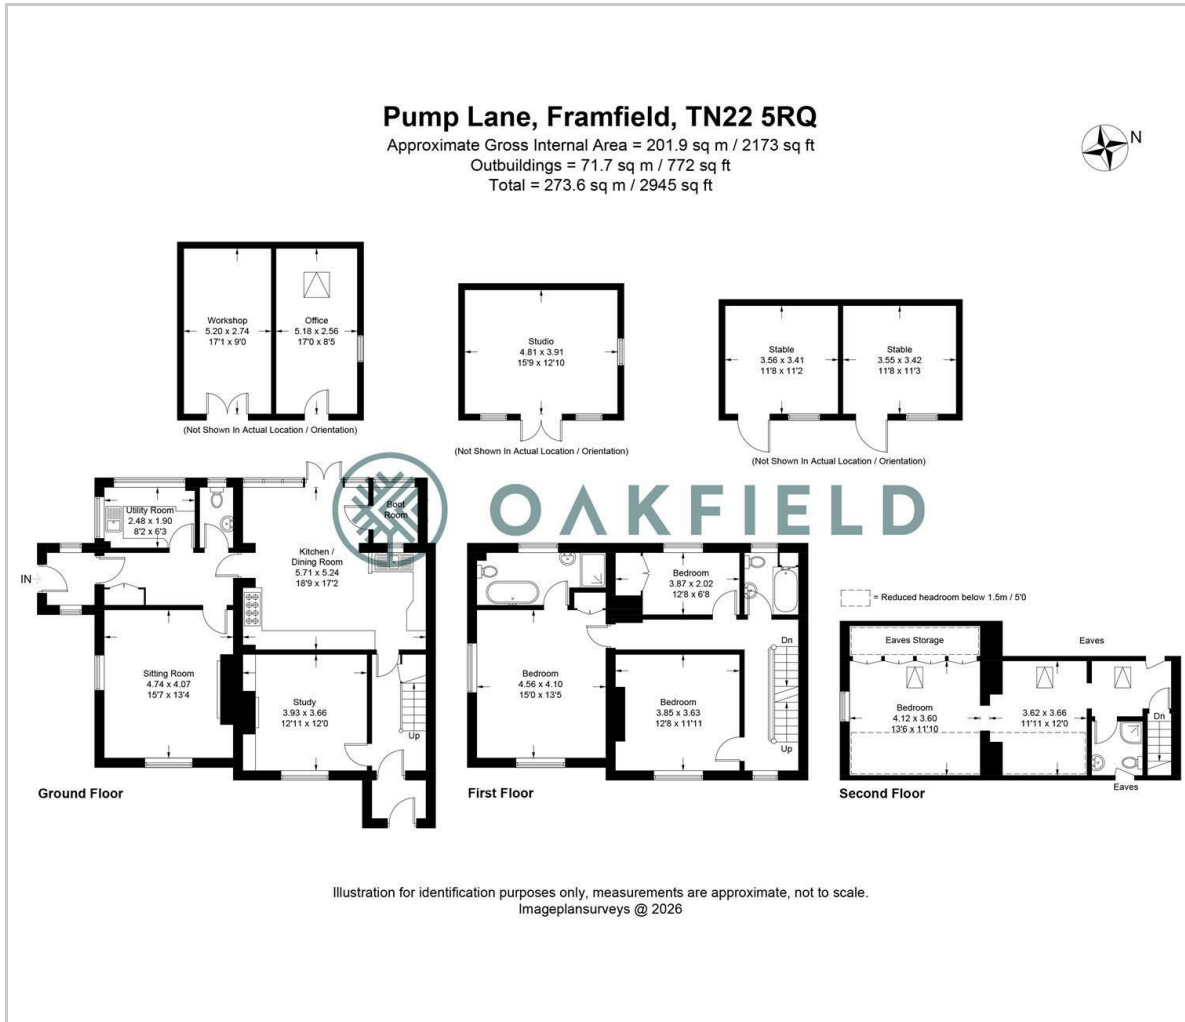 Pump Lane, Framfield, TN22 5RQ
Approximate Gross Internal Area = 201.9 sq m / 2173 sq ft
Outbuildings = 71.7 sq m / 772 sq ft
Total = 273.6 sq m / 2945 sq ft
N
Workshop
5.20 x 2.74
17'1 x 9'0
Office
5.18 x 2.56
17'0 x 8'5
(Not Shown In Actual Location / Orientation)
Studio
4.81 x 3.91
15'9 x 12'10
(Not Shown In Actual Location / Orientation)
Stable
3.56 x 3.41
11'8 x 11'2
Stable
3.55 x 3.42
11'8 x 11'3
(Not Shown In Actual Location / Orientation)
OAKFIELD
Utility Room
2.48 x 1.90
8'2 x 6'3
Boot
Room
Kitchen /
Dining Room
5.71 x 5.24
18'9 x 17'2
IN
Sitting Room
4.74 x 4.07
15'7 x 13'4
Study
3.93 x 3.66
12'11 x 12'0
Up
Ground Floor
Bedroom
3.87 x 2.02
12'8 x 6'8
Bedroom
4.56 x 4.10
15'0 x 13'5
Bedroom
3.85 x 3.63
12'8 x 11'11
Dn
Up
First Floor
= Reduced headroom below 1.5m / 5'0
Eaves Storage
Eaves
Bedroom
4.12 x 3.60
13'6 x 11'10
3.62 x 3.66
11'11 x 12'0
Dn
Eaves
Second Floor
Illustration for identification purposes only, measurements are approximate, not to scale.
Imageplansurveys @ 2026